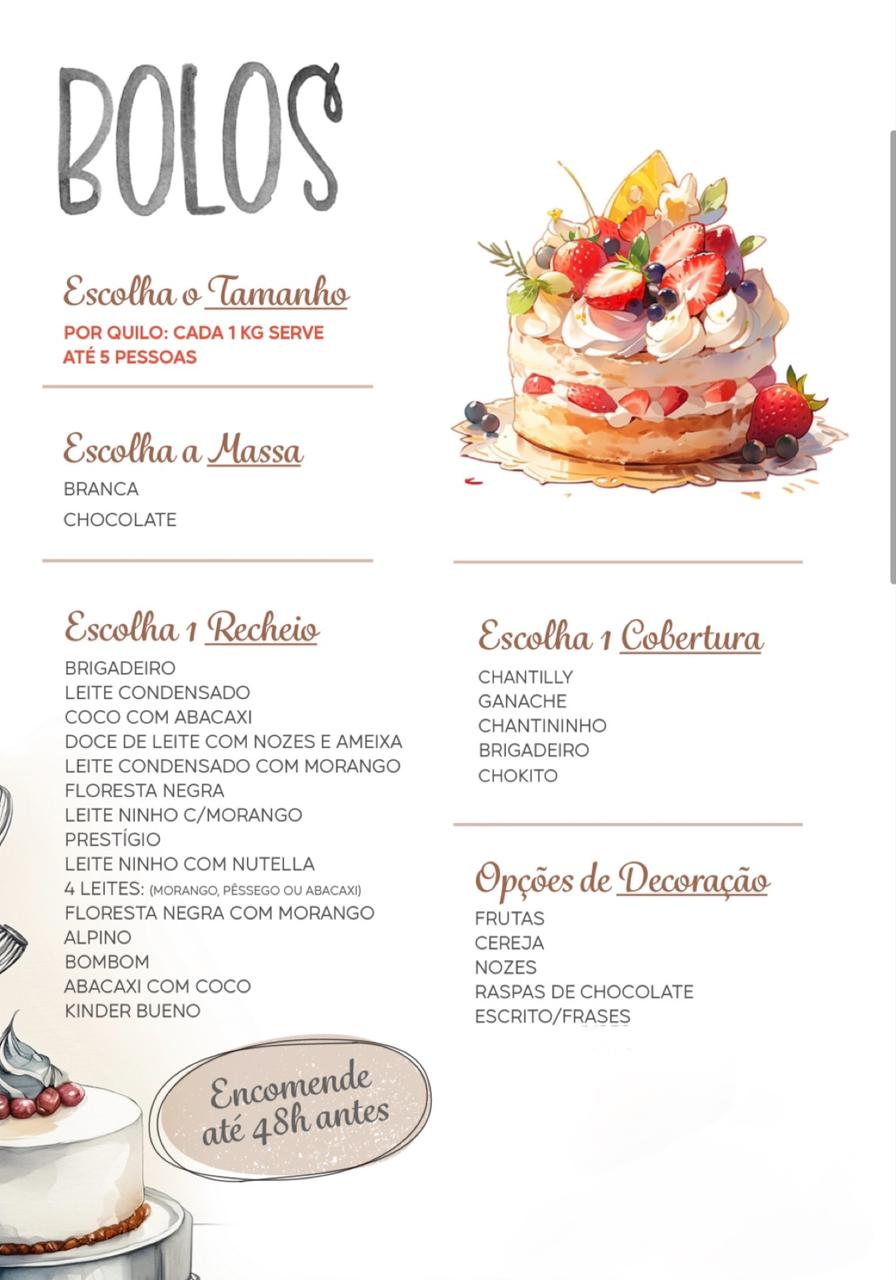 BOLOS
Escolha o Tamanho
POR QUILO: CADA 1 KG SERVE
ATÉ 5 PESSOAS
Escolha a Massa
BRANCA
CHOCOLATE
Escolha 1 Recheio
BRIGADEIRO
LEITE CONDENSADO
COCO COM ABACAXI
DOCE DE LEITE COM NOZES E AMEIXA
LEITE CONDENSADO COM MORANGO
FLORESTA NEGRA
LEITE NINHO C/MORANGO
PRESTÍGIO
LEITE NINHO COM NUTELLA
4 LEITES: (MORANGO, PÊSSEGO OU ABACAXI)
FLORESTA NEGRA COM MORANGO
ALPINO
BOMBOM
ABACAXI COM COCO
KINDER BUENO
Encomende
até 48h antes
Escolha 1 Cobertura
CHANTILLY
GANACHE
CHANTININHO
BRIGADEIRO
CHOKITO
Opções de Decoração
FRUTAS
CEREJA
NOZES
RASPAS DE CHOCOLATE
ESCRITO/FRASES